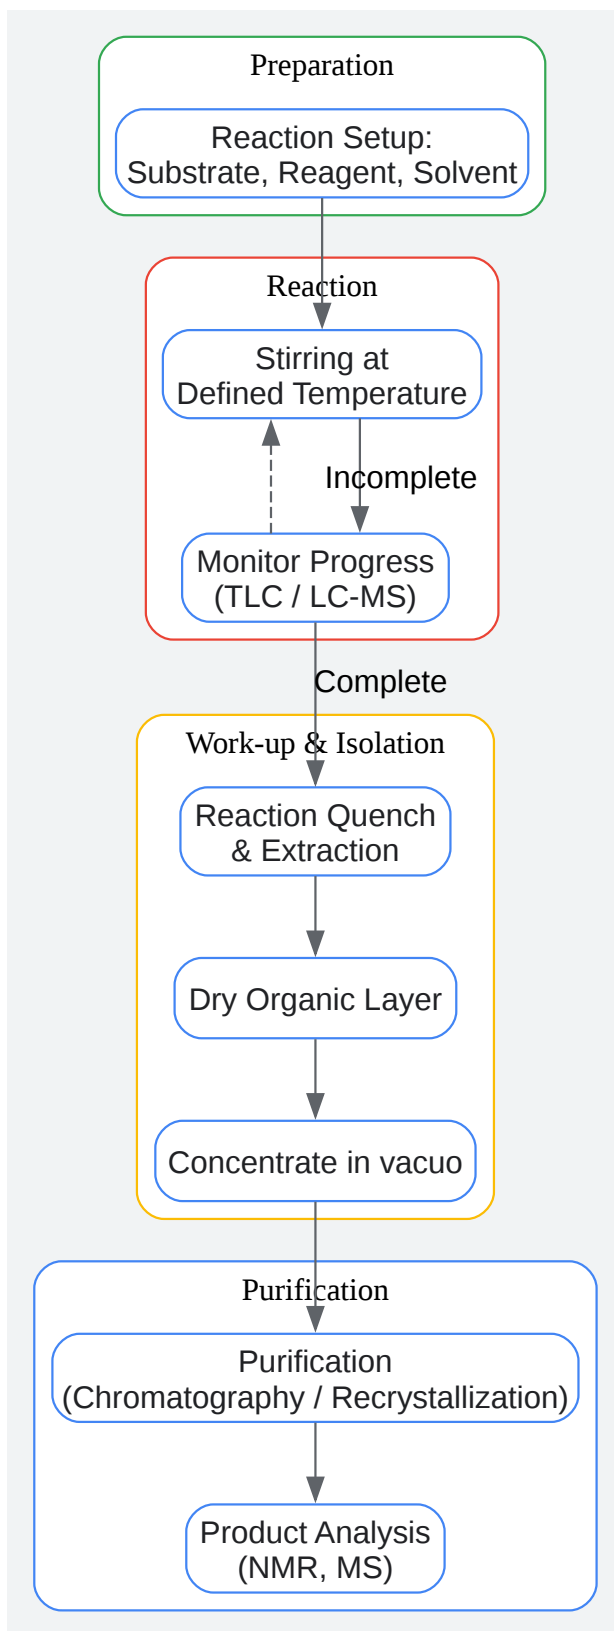 Preparation
Reaction Setup:
Substrate, Reagent, Solvent
Reaction
Stirring at
Defined Temperature
Incomplete
Monitor Progress
(TLC / LC-MS)
Complete
Work-up & Isolation
Reaction Quench
& Extraction
Dry Organic Layer
Concentrate in vacuo
Purification
Purification
(Chromatography / Recrystallization)
Product Analysis
(NMR, MS)